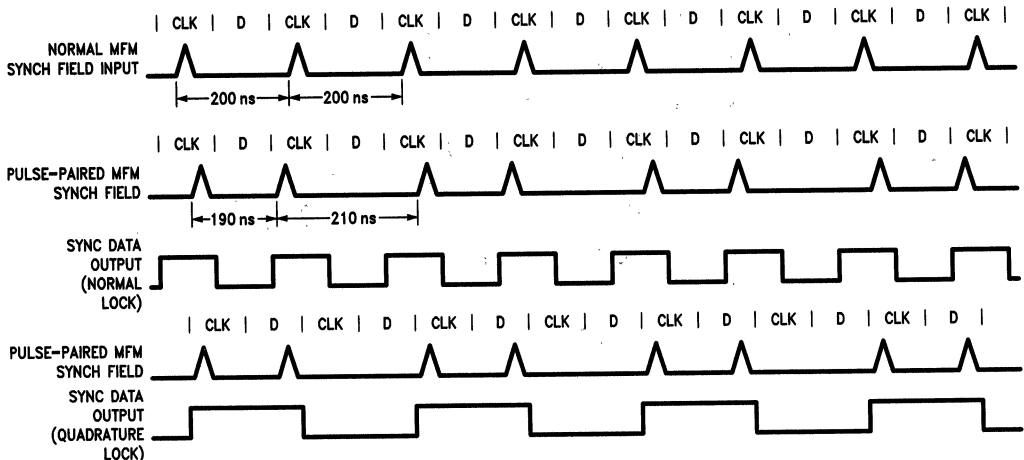 | CLK | D | CLK | D | CLK | D | CLK | D | CLK | D | CLK | D | CLK | D | CLK |
NORMAL MFM
SYNCH FIELD INPUT
200 ns
200 ns
| CLK | D | CLK | D | CLK | D | CLK | D | CLK | D | CLK | D | CLK | D | CLK |
PULSE-PAIRED MFM
SYNCH FIELD
190 ns
210 ns
SYNC DATA
OUTPUT
(NORMAL
LOCK)
| CLK | D | CLK | D | CLK | D | CLK | D | CLK | D | CLK | D | CLK | D |
PULSE-PAIRED MFM
SYNCH FIELD
SYNC DATA
OUTPUT
(QUADRATURE
LOCK)